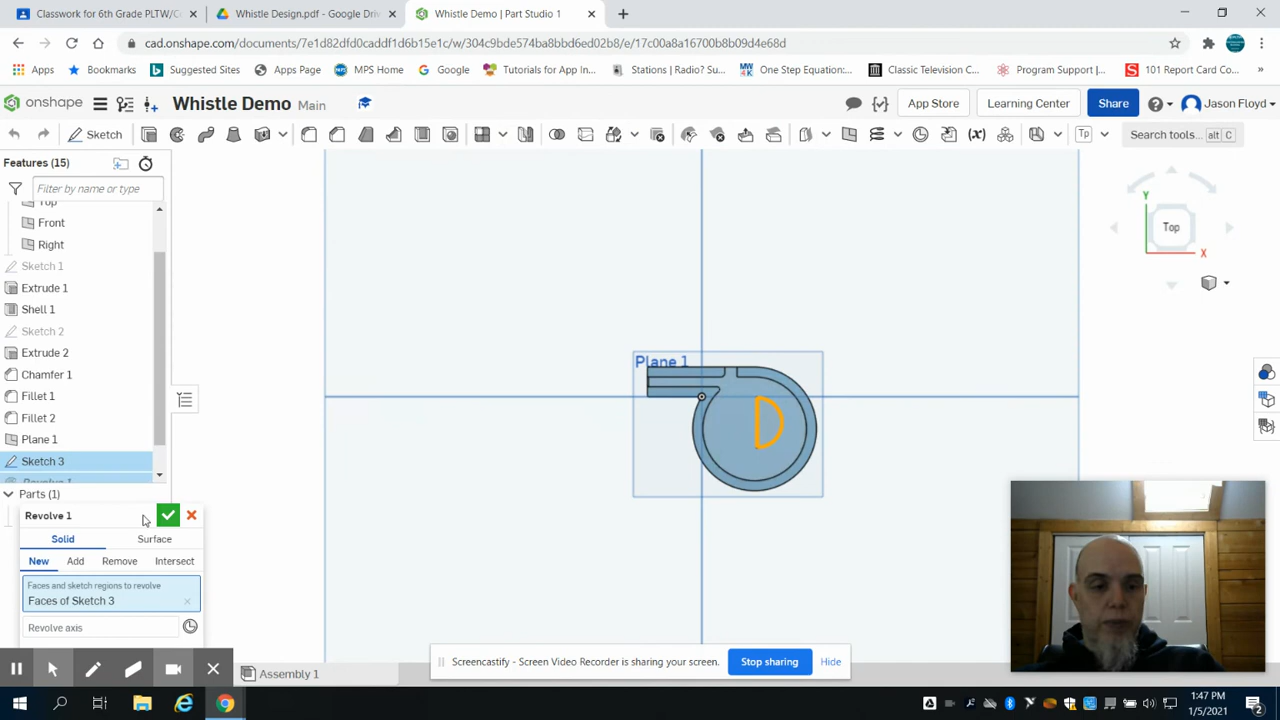 Classwork for 6th Grade PLTW/C
Whistle Design.pdf - Google Driv
Whistle Demo | Part Studio 1
cad.onshape.com/documents/7e1d82dfd0caddf1d6b15e1c/w/304c9bde574ba8bbd6ed02b8/e/17c00a8a16700b8b09d4e68d
Apps
Bookmarks
Suggested Sites
Apps Page
MPS Home
Google
Tutorials for App In...
Stations | Radio? Su...
One Step Equation:...
Classic Television C...
Program Support |...
101 Report Card Co...
»
onshape
Whistle Demo Main
App Store
Learning Center
Share
Jason Floyd
Sketch
Tp
Search tools...
alt C
Features (15)
Filter by name or type
Top
Front
Right
Sketch 1
Extrude 1
Shell 1
Sketch 2
Extrude 2
Chamfer 1
Fillet 1
Fillet 2
Plane 1
Sketch 3
Revolve 1
Parts (1)
Revolve 1
Solid
Surface
New
Add
Remove
Intersect
Faces and sketch regions to revolve
Faces of Sketch 3
Revolve axis
Plane 1
Y
Top
X
Assembly 1
Screencastify - Screen Video Recorder is sharing your screen.
Stop sharing
Hide
1:47 PM
1/5/2021
2